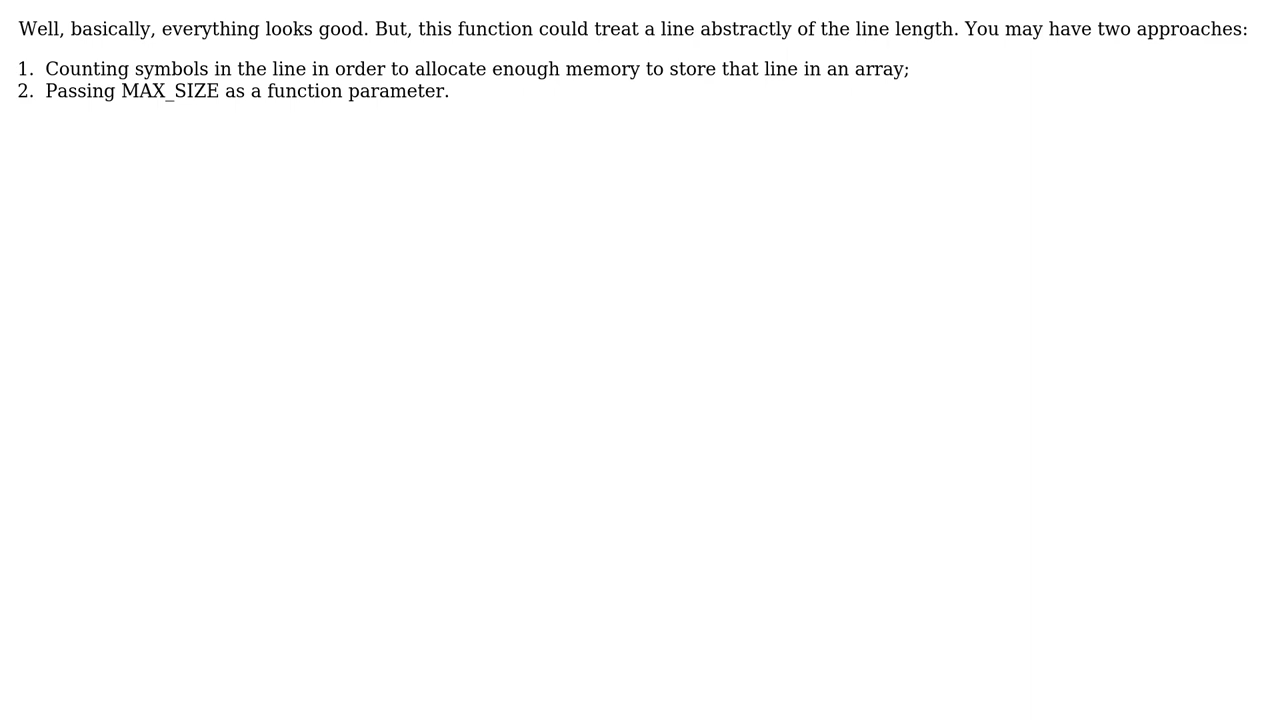 Well, basically, everything looks good. But, this function could treat a line abstractly of the line length. You may have two approaches:
1. Counting symbols in the line in order to allocate enough memory to store that line in an array;
2. Passing MAX_SIZE as a function parameter.